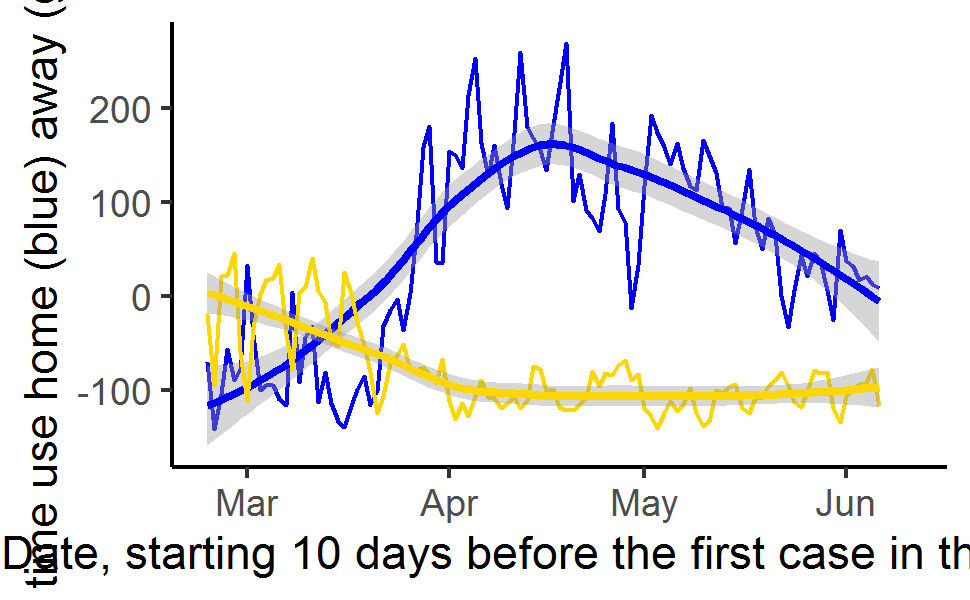 time use home (blue) away (
200
100
0
-100
Mar Apr May Jun
Date, starting 10 days before the first case in th